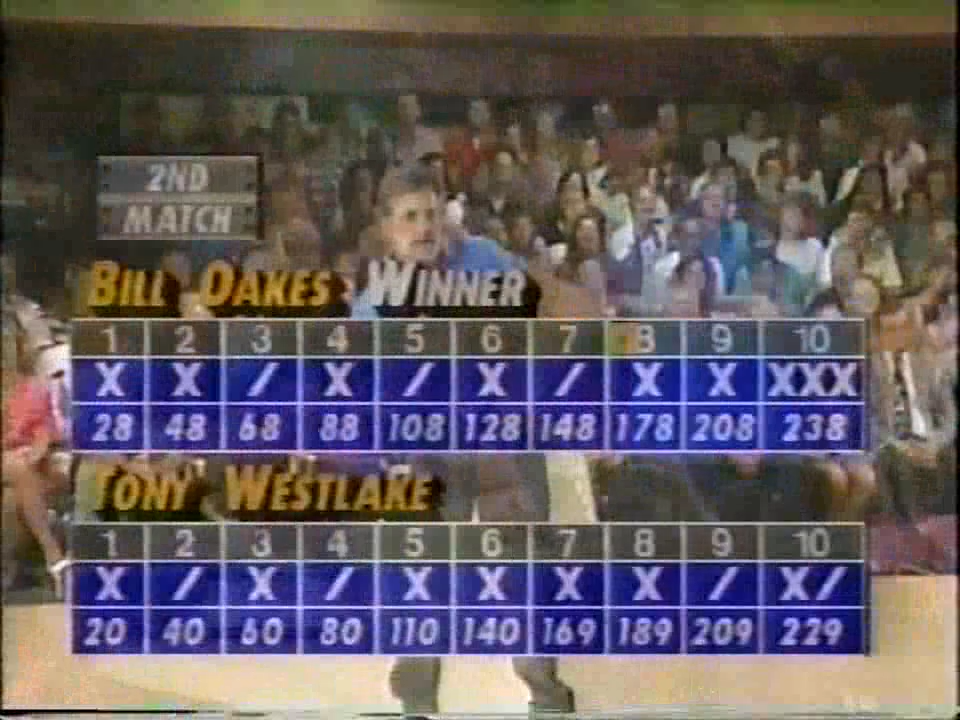 2ND
MATCH
BILL OAKES WINNER
1 2 3 4 5 6 7 8 9 10
X X / X / X / X X XXX
28 48 68 88 108 128 148 178 208 238
TONY WESTLAKE
1 2 3 4 5 6 7 8 9 10
X / X / X X X X / X/
20 40 60 80 110 140 169 189 209 229